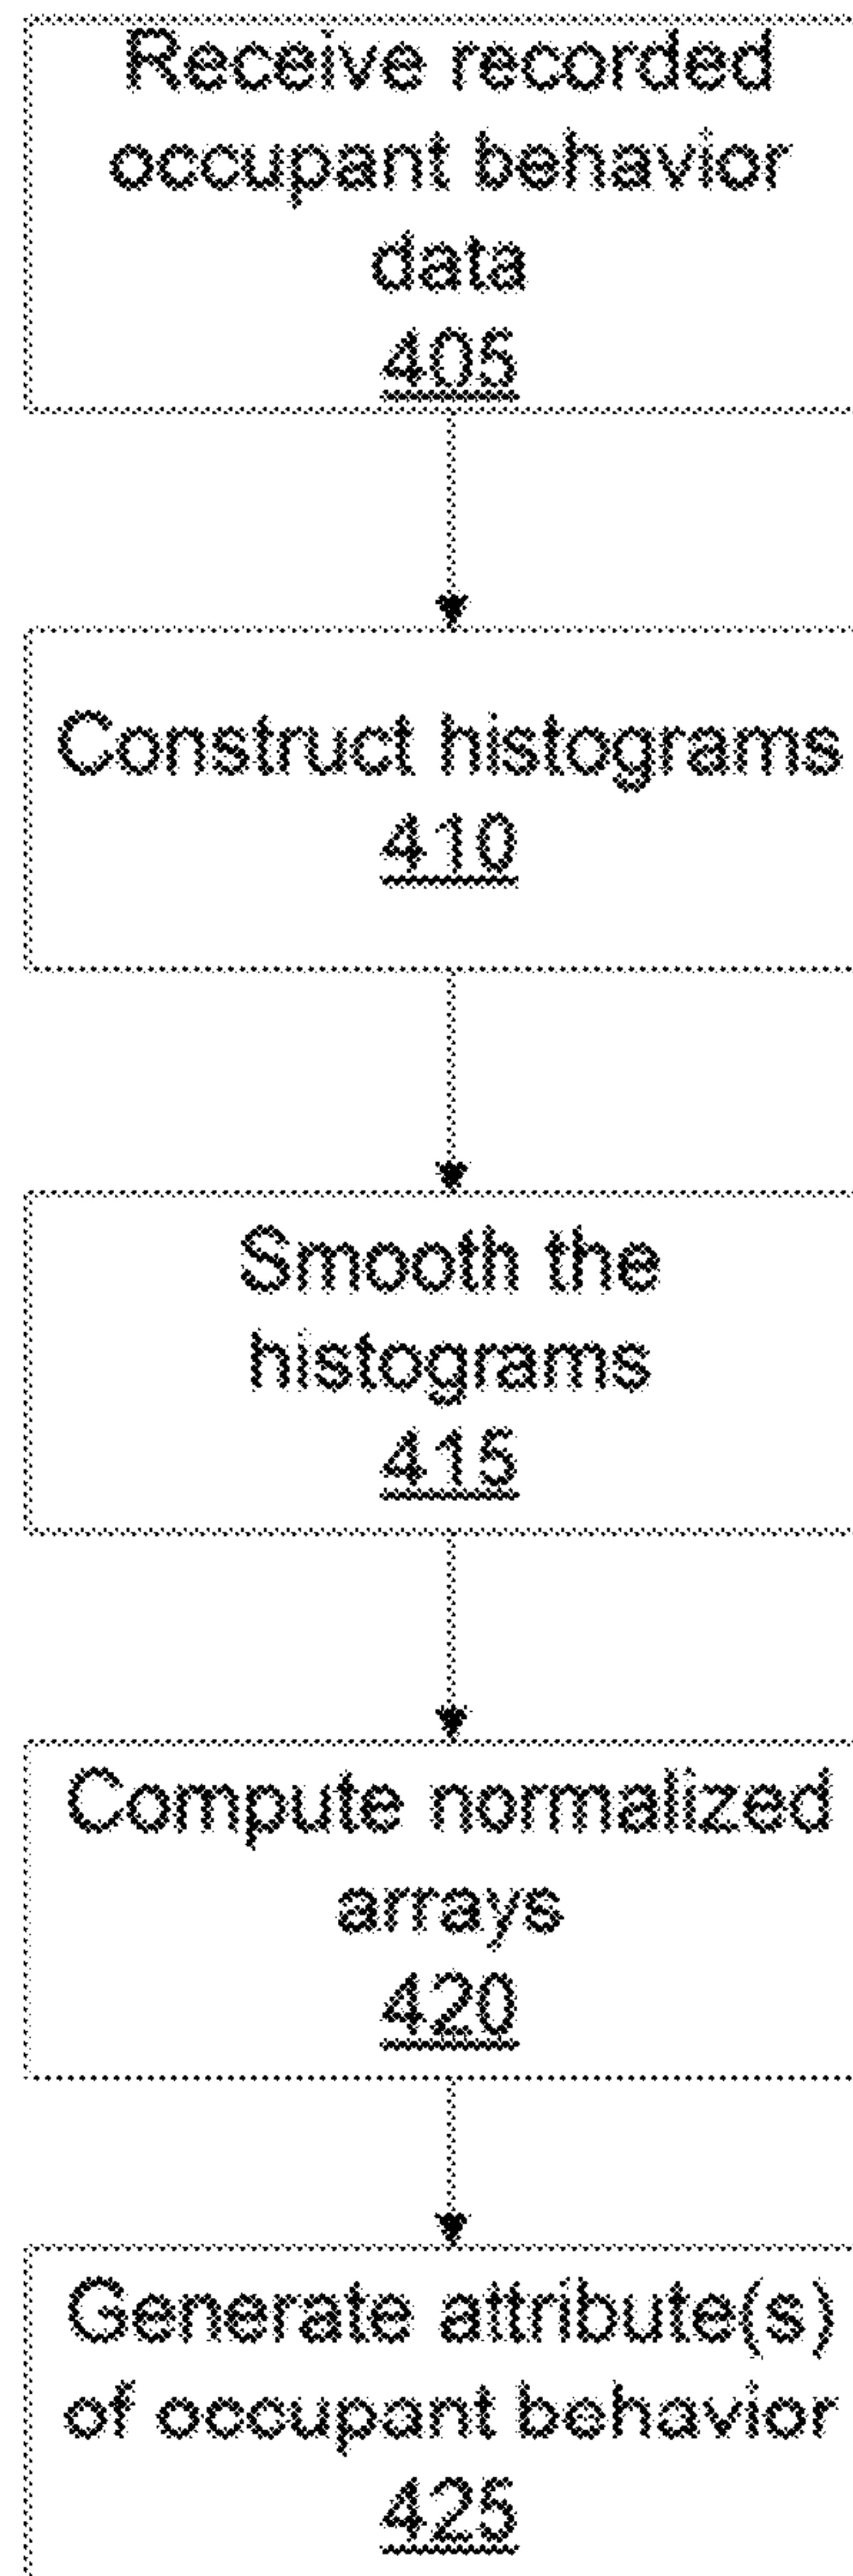 Receive recorded
occupant behavior
data
405
Construct histograms
410
Smooth the
histograms
415
Compute normalized
arrays
420
Generate attribute(s)
of occupant behavior
425